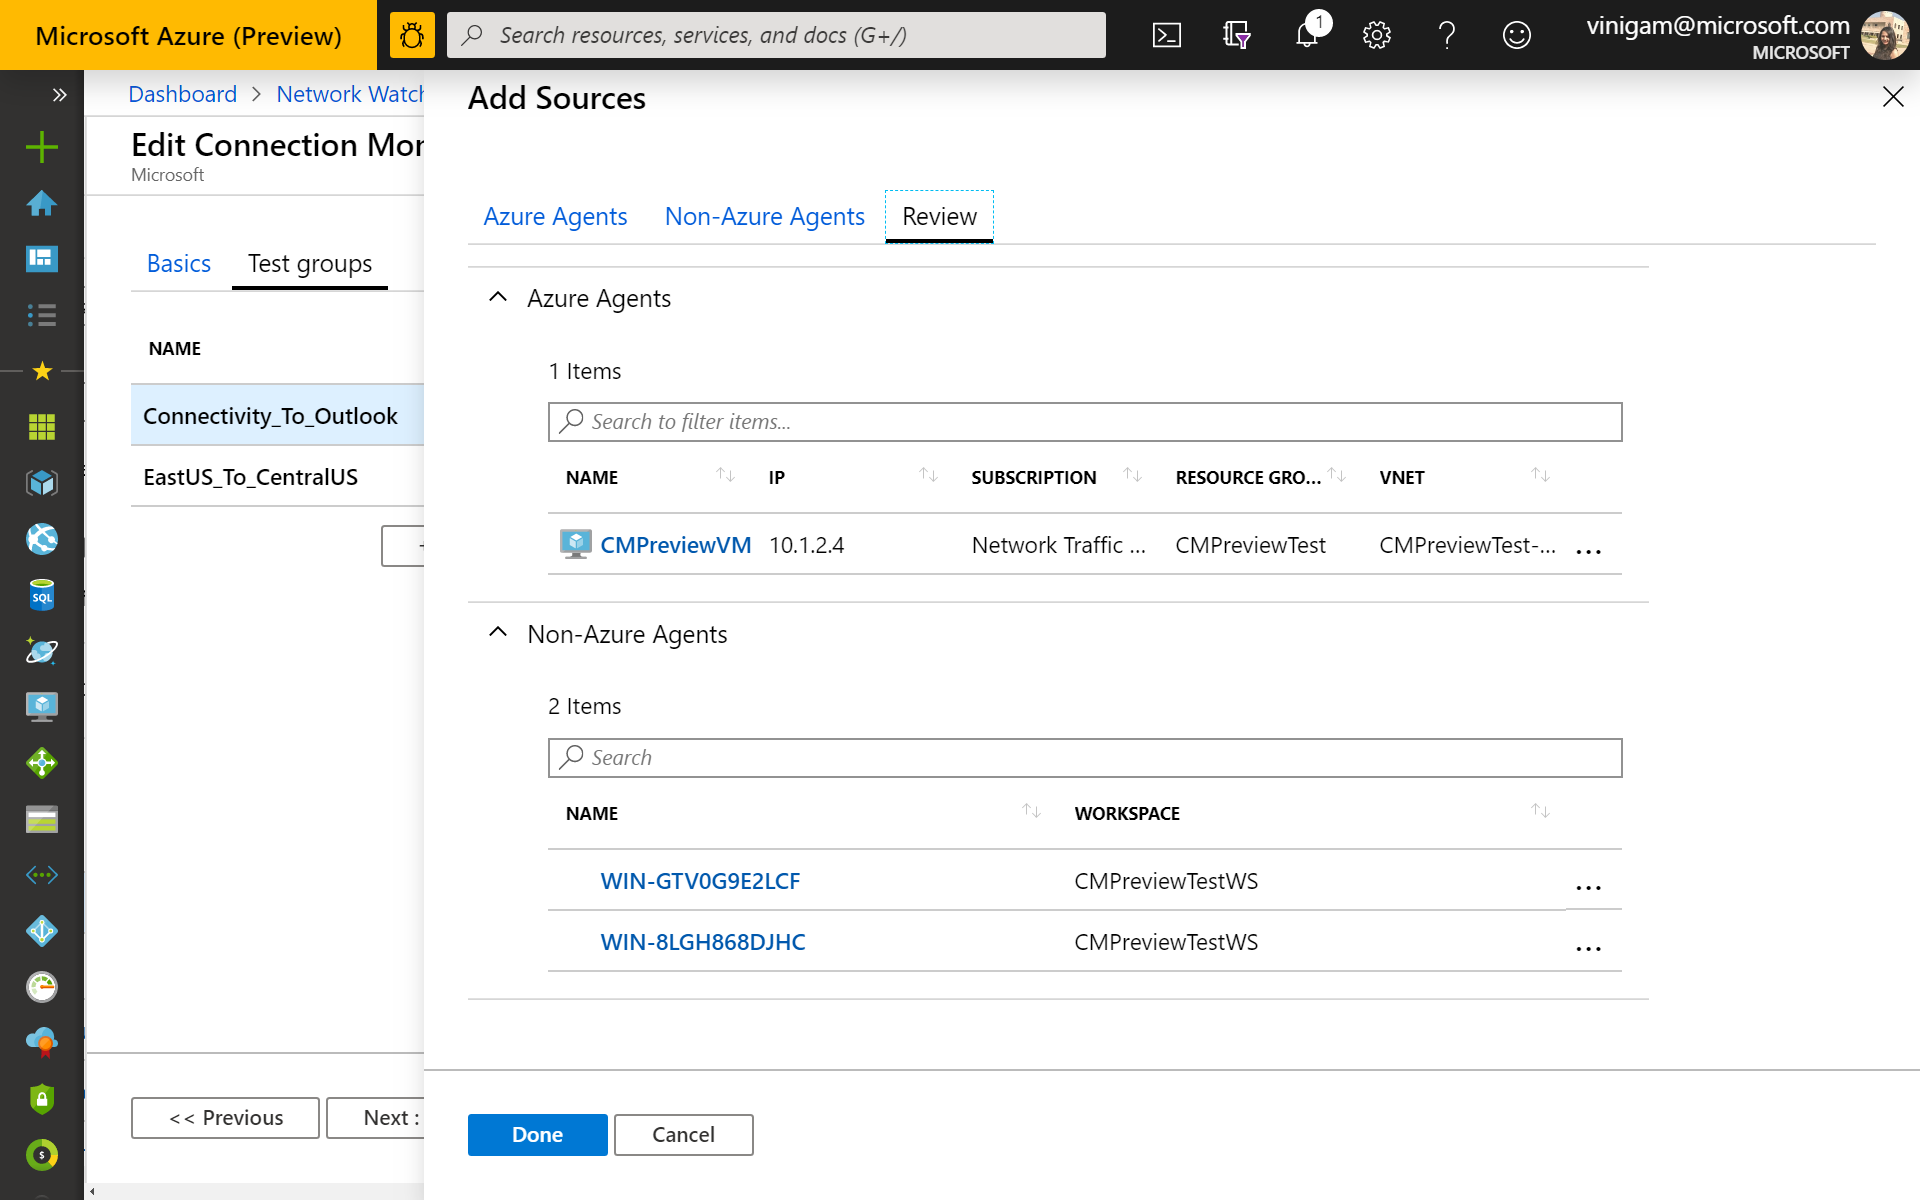 Microsoft Azure (Preview)
Search resources, services, and docs (G+/)
1
vinigam@microsoft.com
MICROSOFT
Dashboard > Network Watch
Edit Connection Mon
Microsoft
Basics
Test groups
NAME
Connectivity_To_Outlook
EastUS_To_CentralUS
<< Previous
Next :
SQL
Add Sources
Azure Agents
Non-Azure Agents
Review
Azure Agents
1 Items
Search to filter items...
NAME IP SUBSCRIPTION RESOURCE GRO... VNET
CMPreviewVM 10.1.2.4 Network Traffic ... CMPreviewTest CMPreviewTest-... ...
Non-Azure Agents
2 Items
Search
NAME WORKSPACE
WIN-GTV0G9E2LCF CMPreviewTestWS ...
WIN-8LGH868DJHC CMPreviewTestWS ...
Done
Cancel